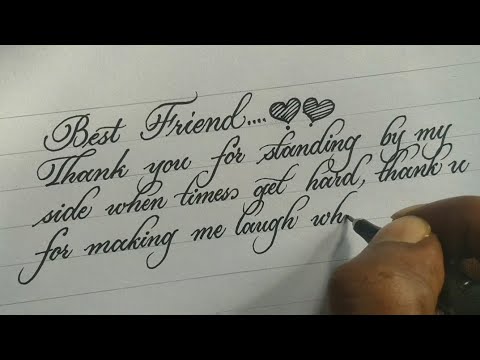 Best Friend....
Thank you for standing by my
side when times get hard, thank u
for making me laugh wh